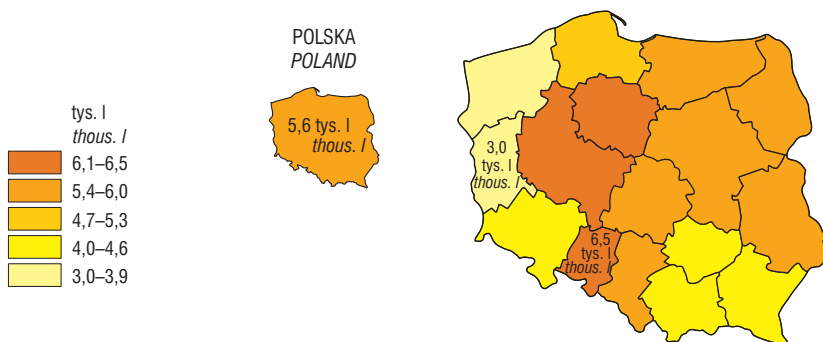 POLSKA
POLAND
5,6 tys. l
thous. l
tys. l
thous. l
6,1–6,5
5,4–6,0
4,7–5,3
4,0–4,6
3,0–3,9
3,0
tys. l
thous. l
6,5
tys. l
thous. l